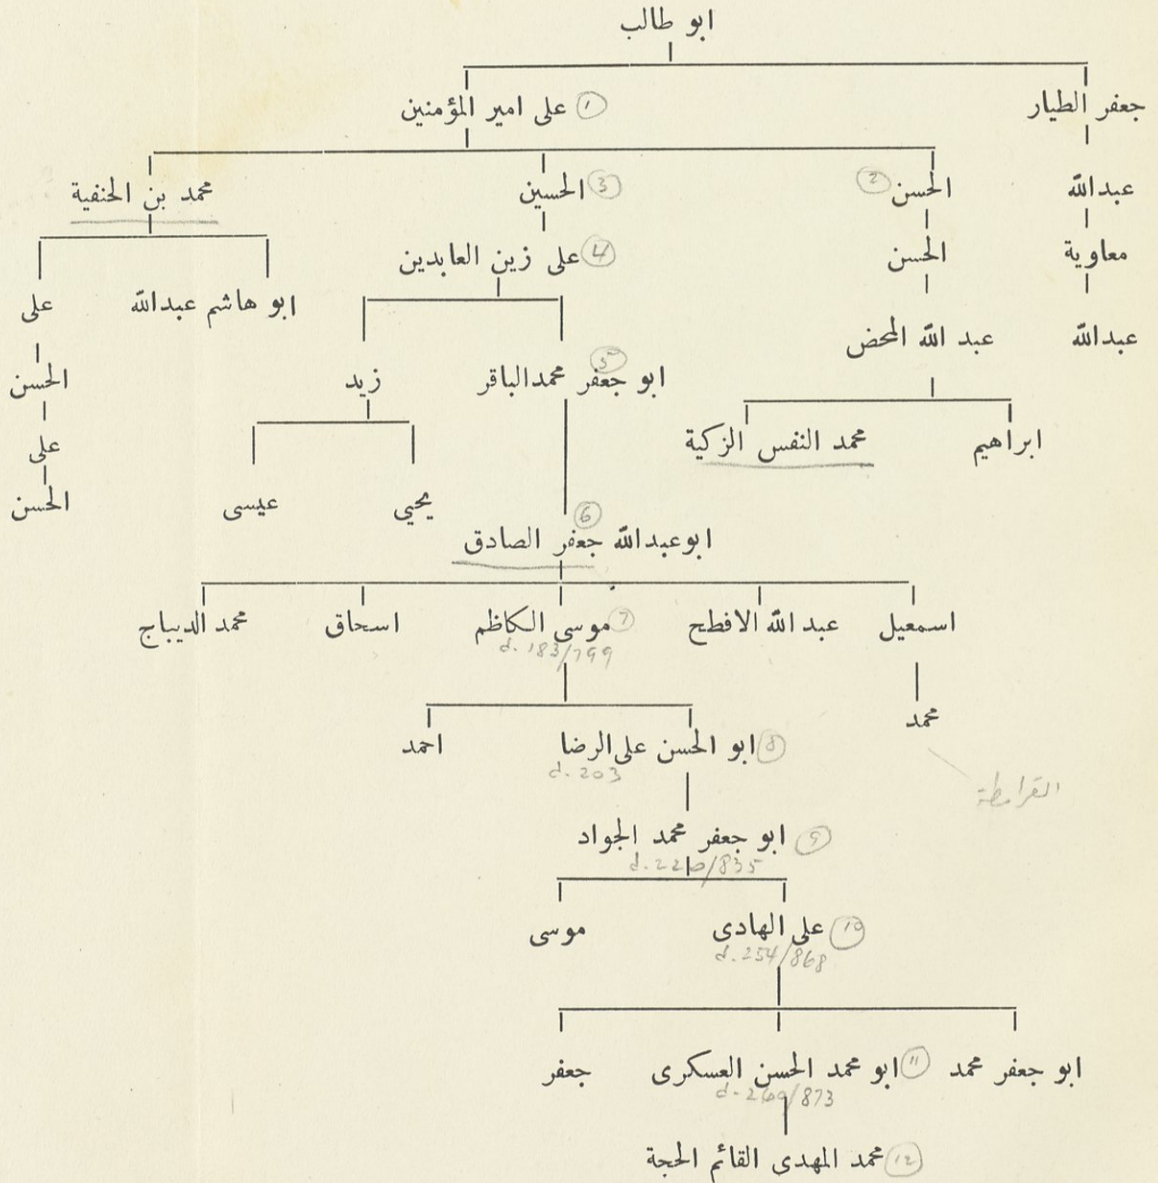 ابو طالب
جعفر الطيار
① على امير المؤمنين
عبدالله
② الحسن
③ الحسين
محمد بن الحنفية
معاوية
الحسن
④ على زين العابدين
ابو هاشم عبدالله
على
عبدالله
عبد الله المحض
⑤
ابو جعفر محمد الباقر
زيد
الحسن
ابراهيم
محمد النفس الزكية
على
يحيى
عيسى
الحسن
⑥
ابو عبدالله جعفر الصادق
اسمعيل
عبد الله الافطح
⑦ موسى الكاظم
اسحاق
محمد الديباج
d. 183/799
محمد
⑧ ابو الحسن على الرضا
احمد
d. 203
القرامطة
⑨ ابو جعفر محمد الجواد
d. 220/835
⑩ على الهادى
موسى
d. 254/868
ابو جعفر محمد
⑪ ابو محمد الحسن العسكرى
جعفر
d. 260/873
⑫ محمد المهدى القائم الحجة